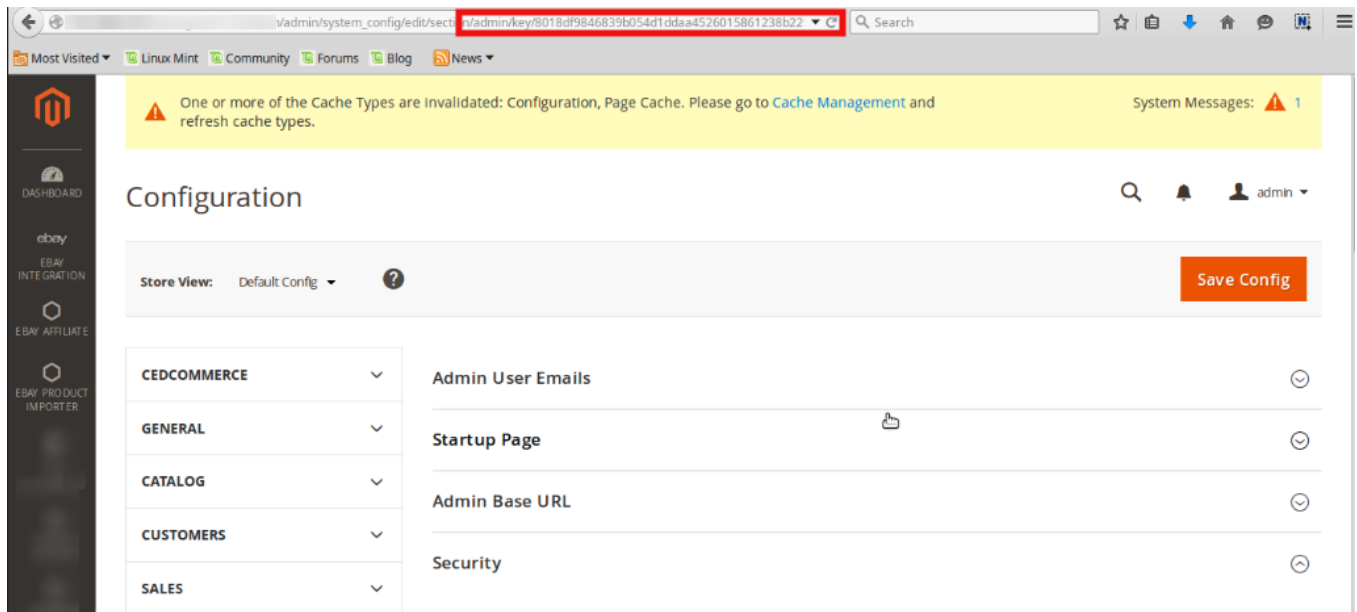 v/admin/system_config/edit/section/admin/key/8018df9846839b054d1ddaa4526015861238b22
Search
Most Visited Linux Mint Community Forums Blog News
One or more of the Cache Types are Invalidated: Configuration, Page Cache. Please go to Cache Management and
refresh cache types.
System Messages: 1
DASHBOARD
Configuration
admin
ebay
EBAY
INTEGRATION
Store View: Default Config
?
Save Config
EBAY AFFILIATE
EBAY PRODUCT
IMPORTER
CEDCOMMERCE
GENERAL
CATALOG
CUSTOMERS
SALES
Admin User Emails
Startup Page
Admin Base URL
Security